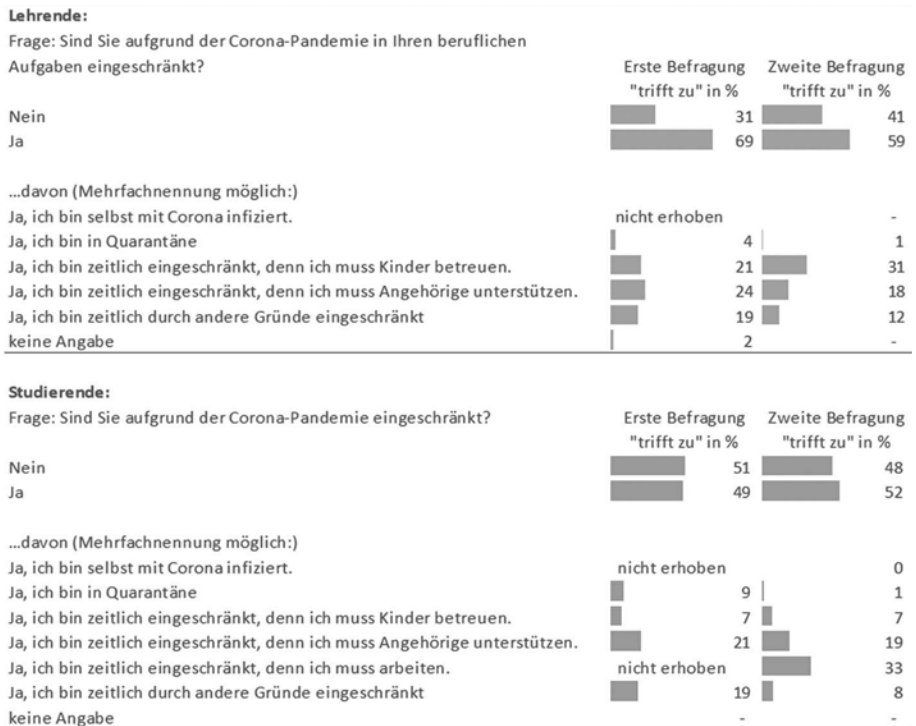 Lehrende:
Frage: Sind Sie aufgrund der Corona-Pandemie in Ihren beruflichen
Aufgaben eingeschränkt? Erste Befragung Zweite Befragung
"trifft zu" in % "trifft zu" in %
Nein 31 41
Ja 69 59
...davon (Mehrfachnennung möglich:)
Ja, ich bin selbst mit Corona infiziert. nicht erhoben -
Ja, ich bin in Quarantäne 4 1
Ja, ich bin zeitlich eingeschränkt, denn ich muss Kinder betreuen. 21 31
Ja, ich bin zeitlich eingeschränkt, denn ich muss Angehörige unterstützen. 24 18
Ja, ich bin zeitlich durch andere Gründe eingeschränkt 19 12
keine Angabe 2 -
Studierende:
Frage: Sind Sie aufgrund der Corona-Pandemie eingeschränkt? Erste Befragung Zweite Befragung
"trifft zu" in % "trifft zu" in %
Nein 51 48
Ja 49 52
...davon (Mehrfachnennung möglich:)
Ja, ich bin selbst mit Corona infiziert. nicht erhoben 0
Ja, ich bin in Quarantäne 9 1
Ja, ich bin zeitlich eingeschränkt, denn ich muss Kinder betreuen. 7 7
Ja, ich bin zeitlich eingeschränkt, denn ich muss Angehörige unterstützen. 21 19
Ja, ich bin zeitlich eingeschränkt, denn ich muss arbeiten. nicht erhoben 33
Ja, ich bin zeitlich durch andere Gründe eingeschränkt 19 8
keine Angabe - -